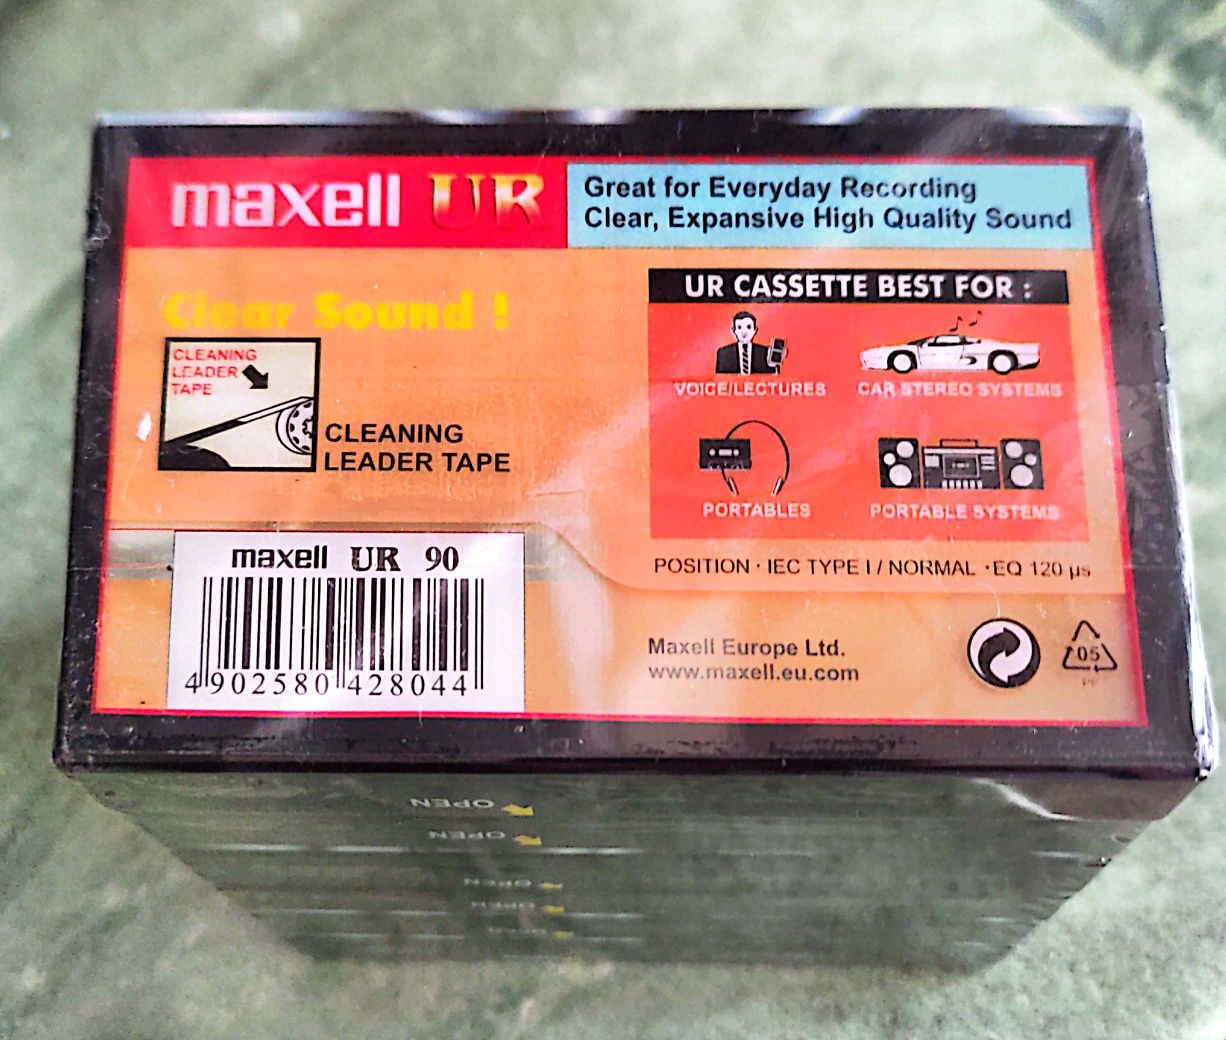 maxell UR
Great for Everyday Recording
Clear, Expansive High Quality Sound
Clear Sound !
CLEANING
LEADER
TAPE
CLEANING
LEADER TAPE
UR CASSETTE BEST FOR :
VOICE/LECTURES
CAR STEREO SYSTEMS
PORTABLES
PORTABLE SYSTEMS
POSITION · IEC TYPE I / NORMAL · EQ 120 µs
maxell UR 90
4 902580 428044
Maxell Europe Ltd.
www.maxell.eu.com
05
PP
OPEN
OPEN
OPEN
OPEN